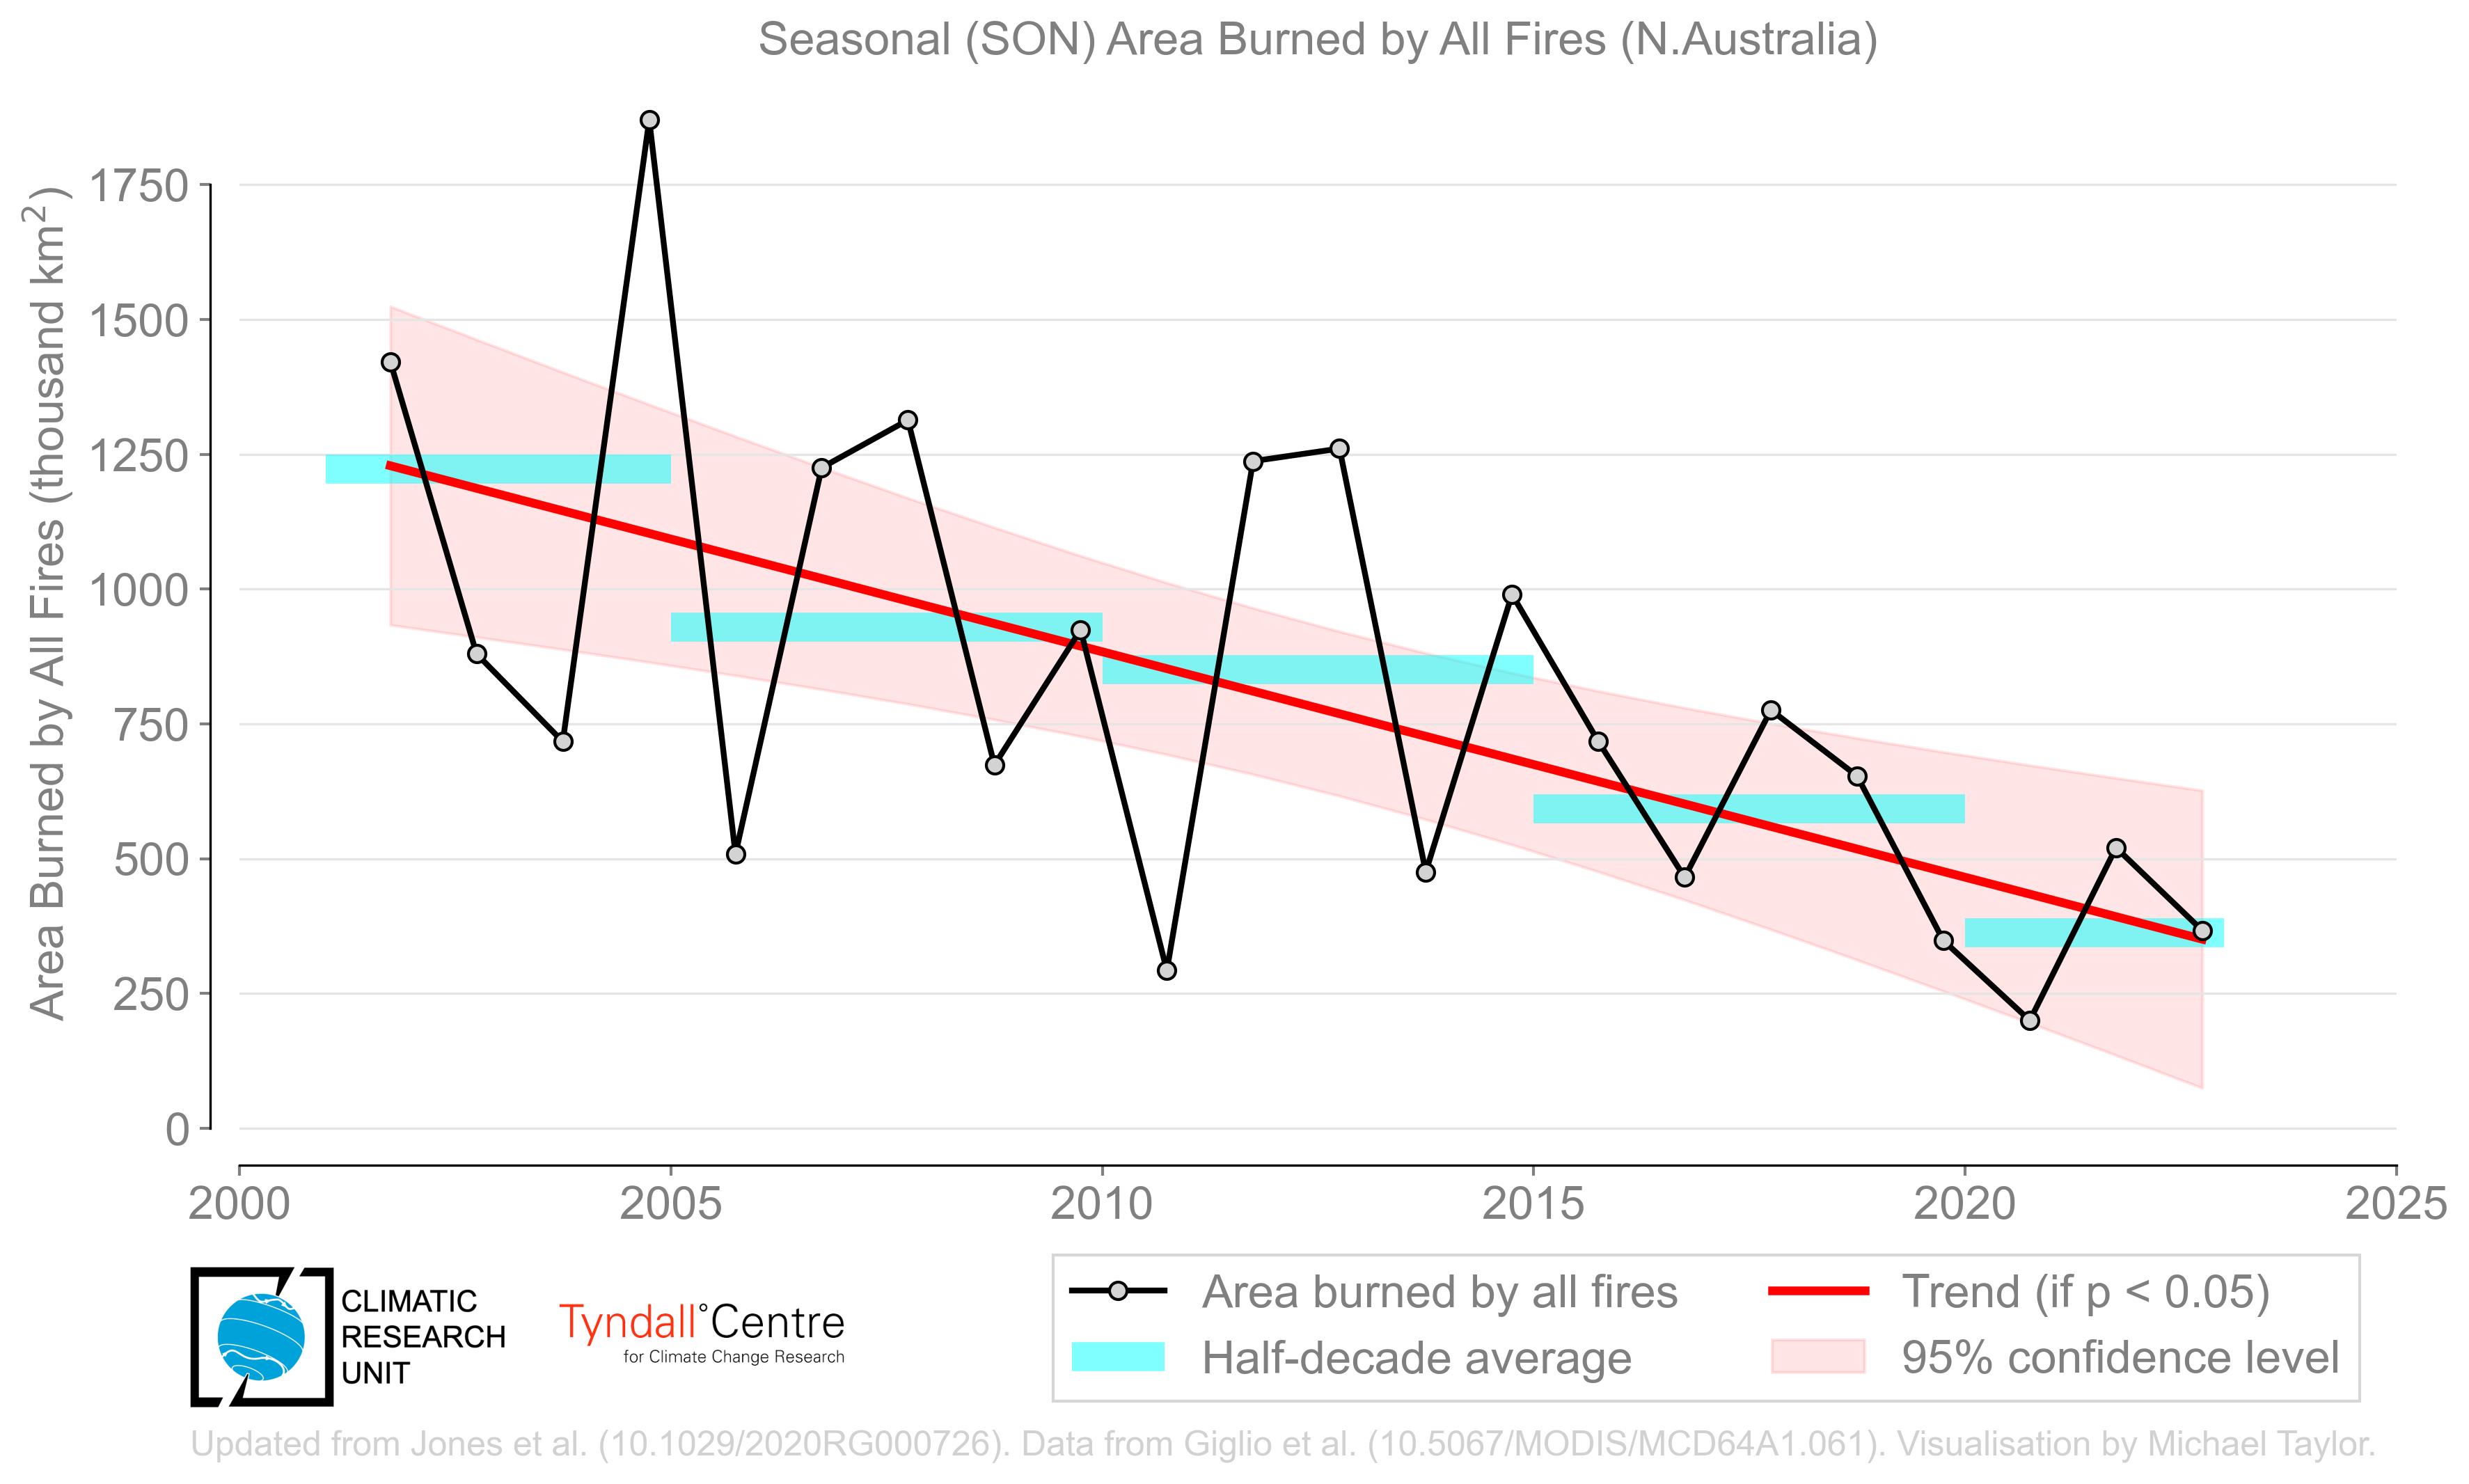 Seasonal (SON) Area Burned by All Fires (N.Australia)
Area Burned by All Fires (thousand km²)
1750
1500
1250
1000
750
500
250
0
2000 2005 2010 2015 2020 2025
Area burned by all fires
Trend (if p < 0.05)
Half-decade average
95% confidence level
CLIMATIC
RESEARCH
UNIT
Tyndall°Centre
for Climate Change Research
Updated from Jones et al. (10.1029/2020RG000726). Data from Giglio et al. (10.5067/MODIS/MCD64A1.061). Visualisation by Michael Taylor.